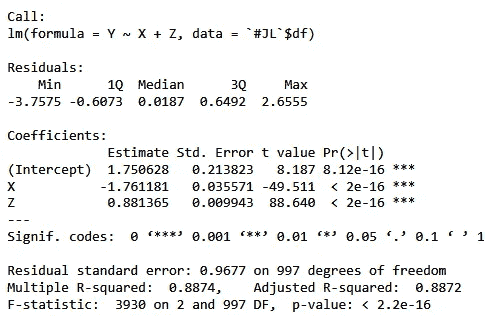 Call:
lm(formula = Y ~ X + Z, data = `#JL`$df)
Residuals:
Min 1Q Median 3Q Max
-3.7575 -0.6073 0.0187 0.6492 2.6555
Coefficients:
Estimate Std. Error t value Pr(>|t|)
(Intercept) 1.750628 0.213823 8.187 8.12e-16 ***
X -1.761181 0.035571 -49.511 < 2e-16 ***
Z 0.881365 0.009943 88.640 < 2e-16 ***
---
Signif. codes: 0 ‘***’ 0.001 ‘**’ 0.01 ‘*’ 0.05 ‘.’ 0.1 ‘ ’ 1
Residual standard error: 0.9677 on 997 degrees of freedom
Multiple R-squared: 0.8874, Adjusted R-squared: 0.8872
F-statistic: 3930 on 2 and 997 DF, p-value: < 2.2e-16